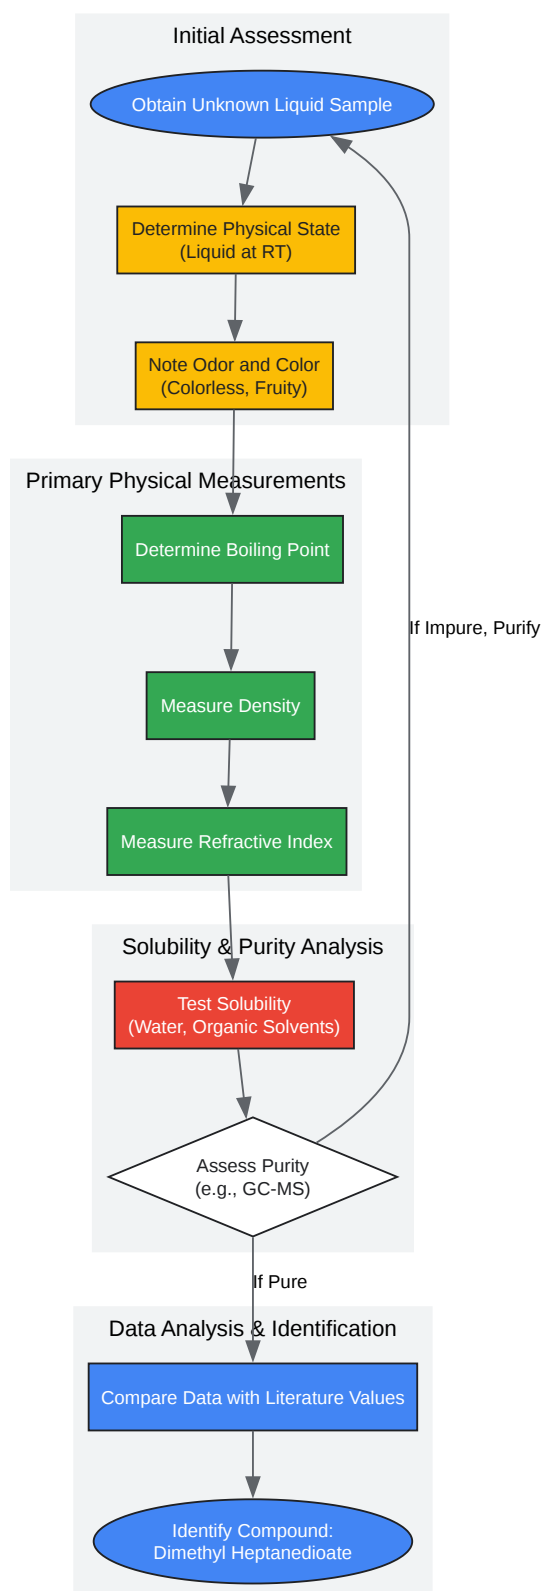 Initial Assessment
Obtain Unknown Liquid Sample
Determine Physical State
(Liquid at RT)
Note Odor and Color
(Colorless, Fruity)
Primary Physical Measurements
Determine Boiling Point
If Impure, Purify
Measure Density
Measure Refractive Index
Solubility & Purity Analysis
Test Solubility
(Water, Organic Solvents)
Assess Purity
(e.g., GC-MS)
If Pure
Data Analysis & Identification
Compare Data with Literature Values
Identify Compound:
Dimethyl Heptanedioate